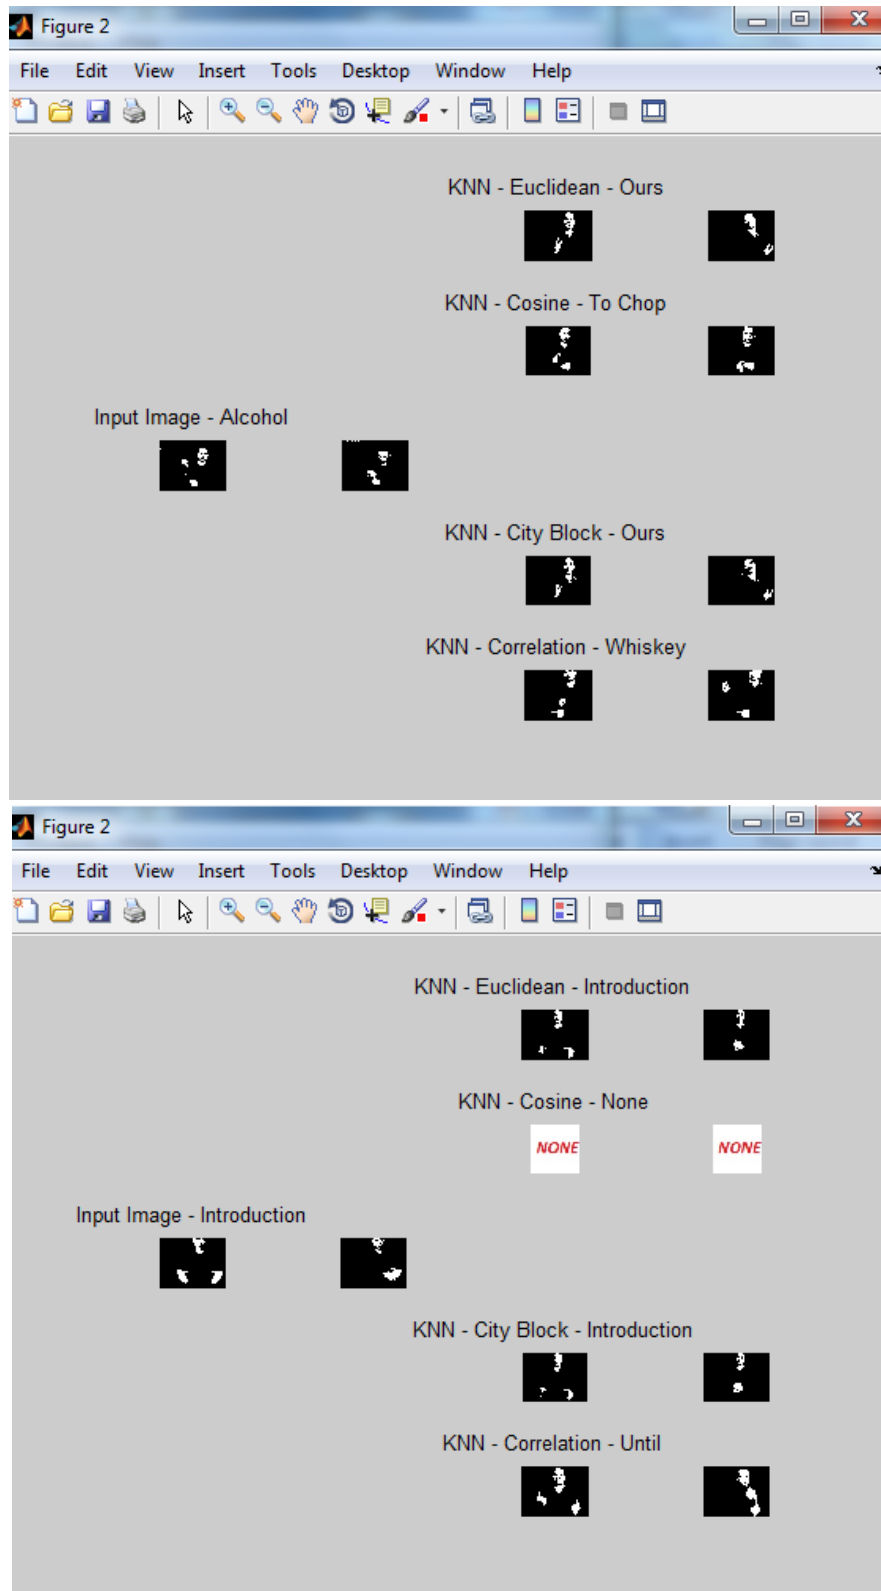 Figure 2
File Edit View Insert Tools Desktop Window Help
KNN - Euclidean - Ours
KNN - Cosine - To Chop
Input Image - Alcohol
KNN - City Block - Ours
KNN - Correlation - Whiskey
Figure 2
File Edit View Insert Tools Desktop Window Help
KNN - Euclidean - Introduction
KNN - Cosine - None
NONE NONE
Input Image - Introduction
KNN - City Block - Introduction
KNN - Correlation - Until